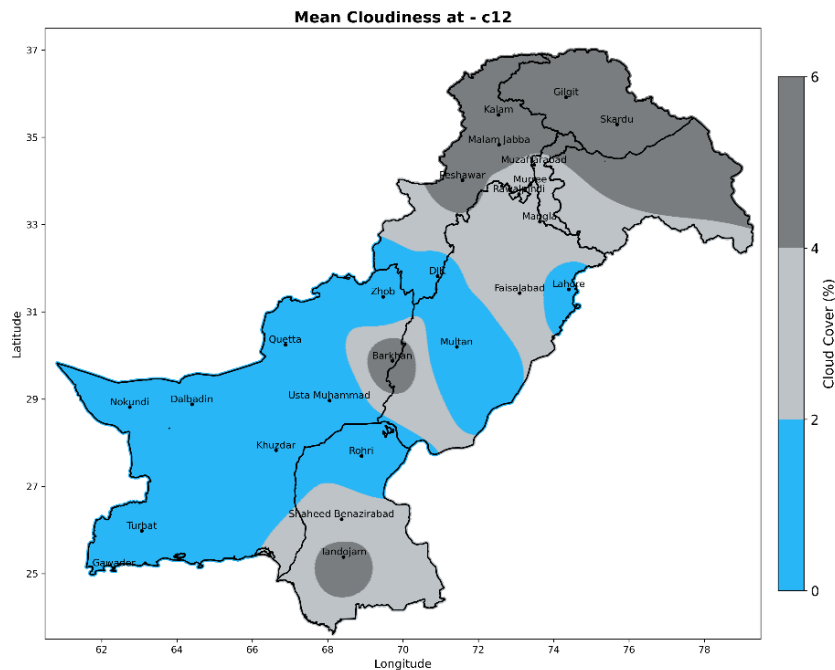 Mean Cloudiness at - c12
37
35
33
31
29
27
25
Latitude
62
64
66
68
70
72
74
76
78
Longitude
Gilgit
Kalam
Skardu
Malam Jabba
Muzaffarabad
Peshawar
Murree
Rawalpindi
Mangla
DIK
Zhob
Faisalabad
Lahore
Quetta
Multan
Barkhan
Nokundi
Dalbadin
Usta Muhammad
Khuzdar
Rohri
Shaheed Benazirabad
Turbat
Tandojam
Gawader
6
4
2
0
Cloud Cover (%)